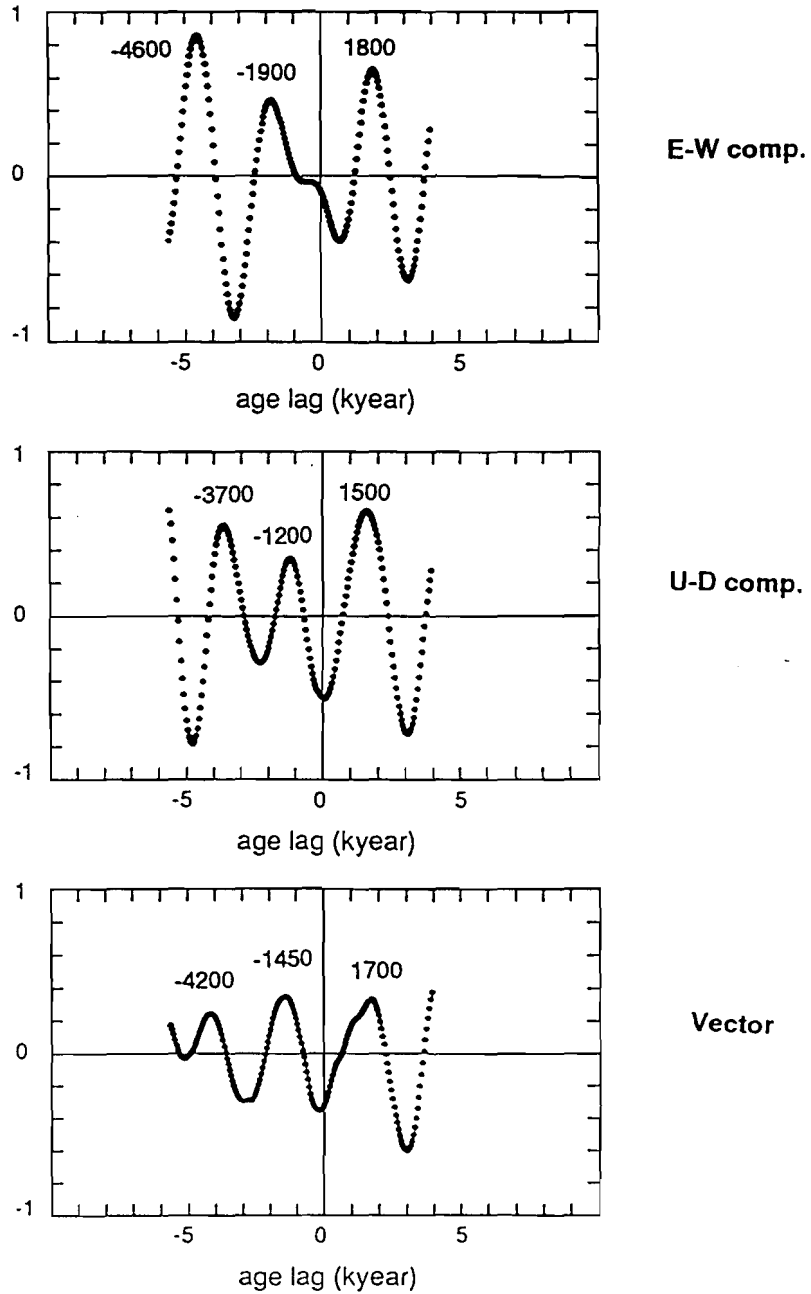 1
-4600
-1900
1800
0
-1
-5 0 5
age lag (kyear)
E-W comp.
1
-3700
-1200
1500
0
-1
-5 0 5
age lag (kyear)
U-D comp.
1
-4200
-1450
1700
0
-1
-5 0 5
age lag (kyear)
Vector